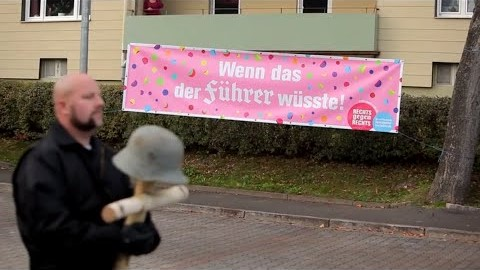 Wenn das
der Führer wüsste!
RECHTS
gegen
RECHTS